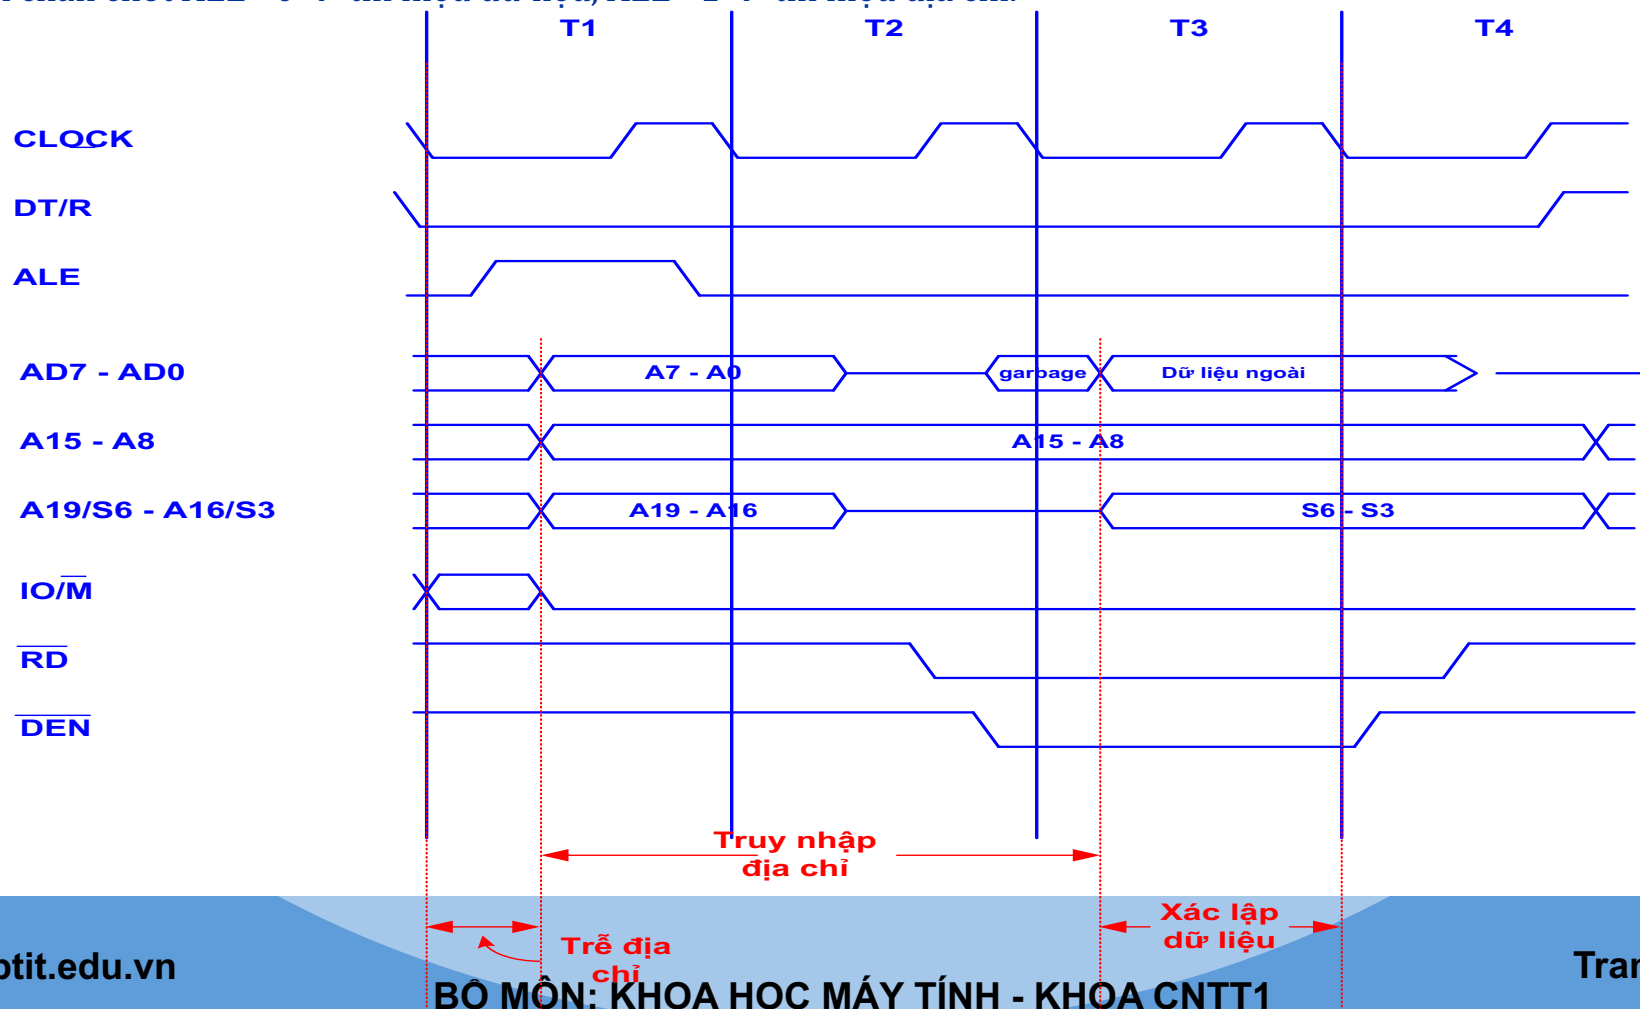 T1 T2 T3 T4
CLOCK
DT/R
ALE
AD7 - AD0 A7 - A0 garbage Dữ liệu ngoài
A15 - A8 A15 - A8
A19/S6 - A16/S3 A19 - A16 S6 - S3
IO/M
RD
DEN
Truy nhập
địa chỉ
Xác lập
dữ liệu
Trễ địa
chỉ
ptit.edu.vn
BỘ MÔN: KHOA HỌC MÁY TÍNH - KHOA CNTT1